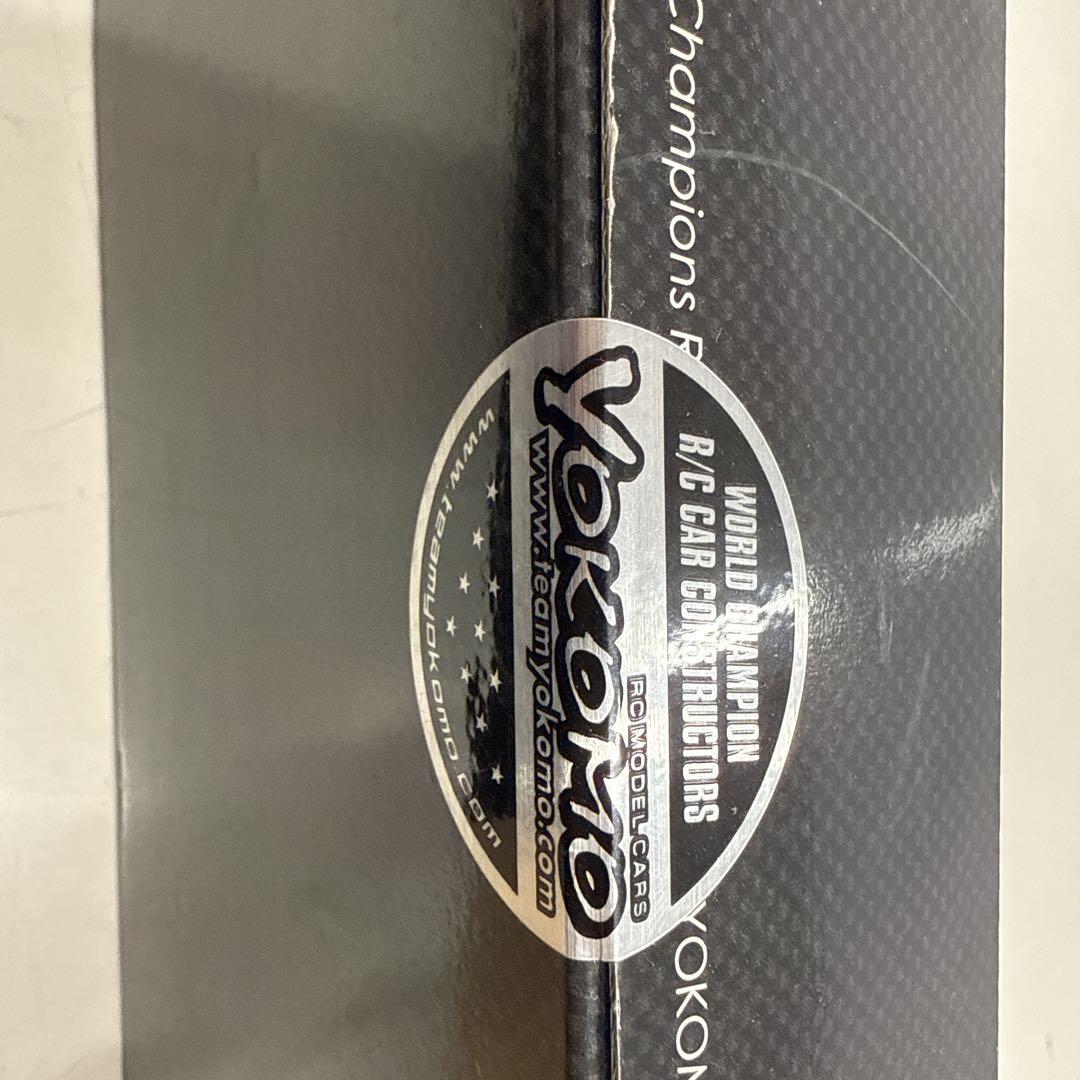 Champions R
YOKOM
WORLD CHAMPION
R/C CAR CONSTRUCTORS
RC MODEL CARS
YOKOMO
www.teamyokomo.com
www.teamyokomo.com